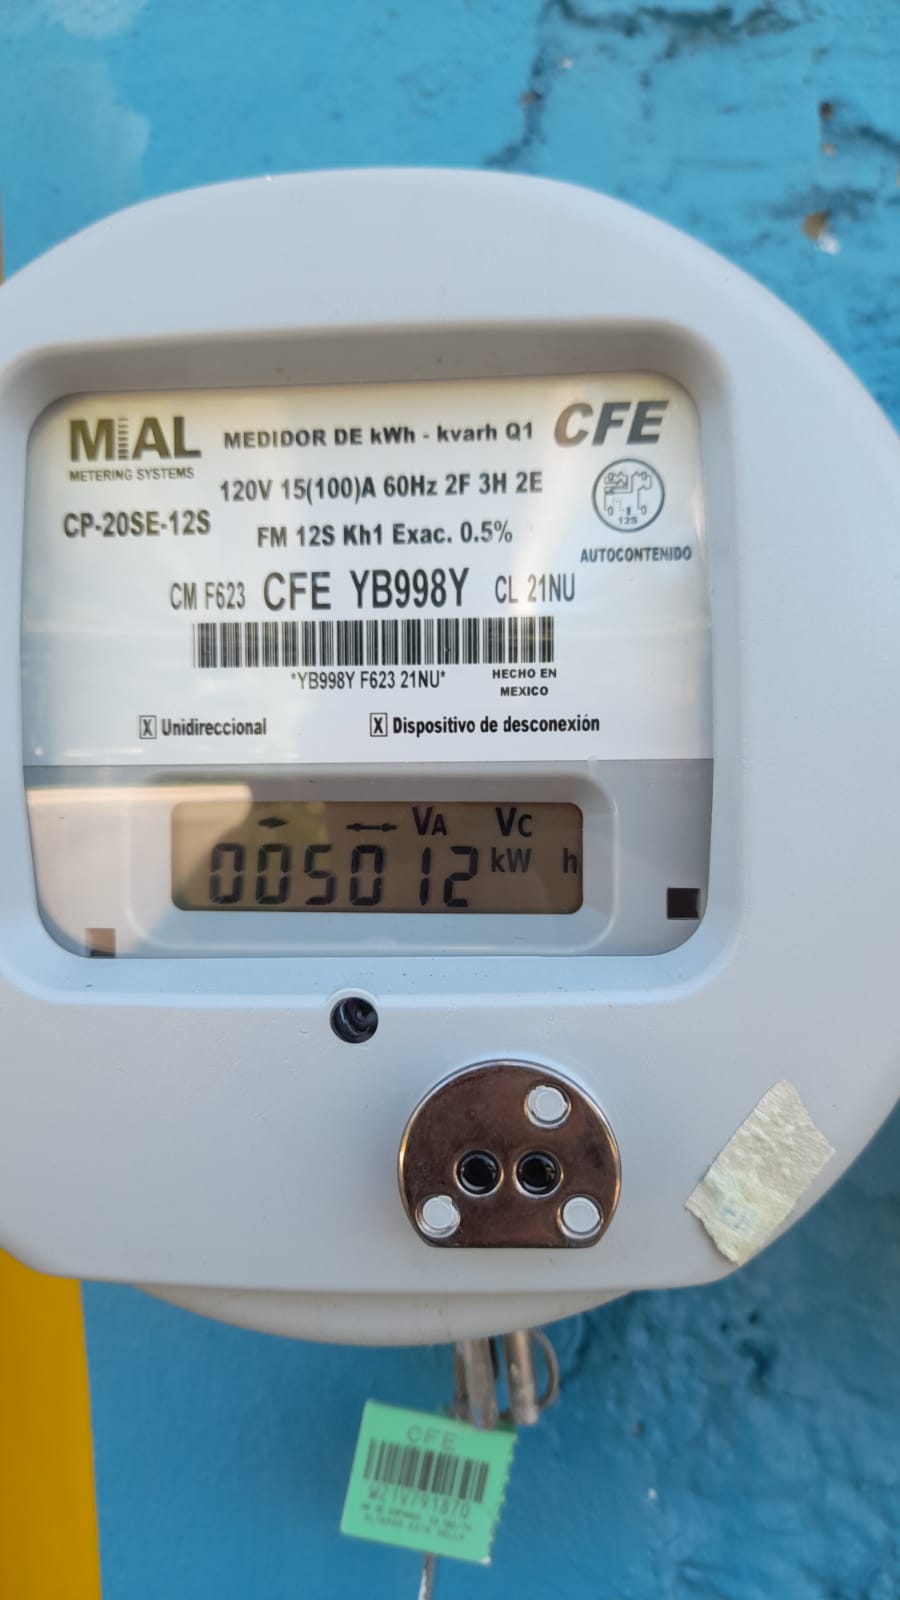 MIAL
METERING SYSTEMS
MEDIDOR DE kWh - kvarh Q1
CFE
120V 15(100)A 60Hz 2F 3H 2E
CP-20SE-12S
FM 12S Kh1 Exac. 0.5%
12S
AUTOCONTENIDO
CM F623 CFE YB998Y CL 21NU
*YB998Y F623 21NU*
HECHO EN
MEXICO
X Unidireccional
X Dispositivo de desconexión
VA VC
005012 kW h
CFE